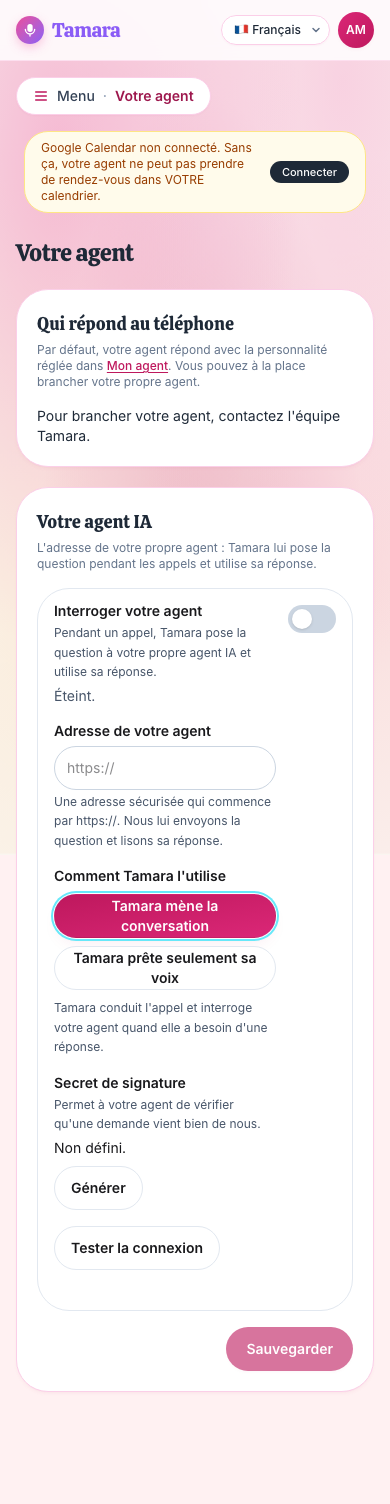 Tamara
Français
AM
Menu · Votre agent
Google Calendar non connecté. Sans
ça, votre agent ne peut pas prendre
de rendez-vous dans VOTRE
calendrier.
Connecter
Votre agent
Qui répond au téléphone
Par défaut, votre agent répond avec la personnalité
réglée dans Mon agent. Vous pouvez à la place
brancher votre propre agent.
Pour brancher votre agent, contactez l'équipe
Tamara.
Votre agent IA
L'adresse de votre propre agent : Tamara lui pose la
question pendant les appels et utilise sa réponse.
Interroger votre agent
Pendant un appel, Tamara pose la
question à votre propre agent IA et
utilise sa réponse.
Éteint.
Adresse de votre agent
https://
Une adresse sécurisée qui commence
par https://. Nous lui envoyons la
question et lisons sa réponse.
Comment Tamara l'utilise
Tamara mène la
conversation
Tamara prête seulement sa
voix
Tamara conduit l'appel et interroge
votre agent quand elle a besoin d'une
réponse.
Secret de signature
Permet à votre agent de vérifier
qu'une demande vient bien de nous.
Non défini.
Générer
Tester la connexion
Sauvegarder